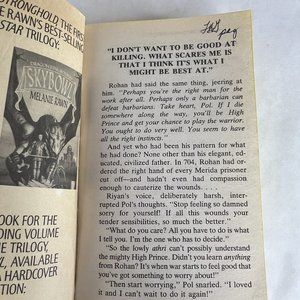 STRONGHOLD THE FIRST
RAWN'S BEST-SELLING
STAR TRILOGY:
SKYBOWL
MELANIE RAWN
LOOK FOR THE
VOLUME
TRILOGY,
AVAILABLE
A HARDCOVER
EDITION:
"I DON'T WANT TO BE GOOD AT
KILLING. WHAT SCARES ME IS
THAT I THINK IT'S WHAT I
MIGHT BE BEST AT."
Rohan had said the same thing, jeering at
him. "Perhaps you're the right man for the
work after all. Perhaps only a barbarian can
defeat barbarians. Take heart, Pol. If I die
somewhere along the way, you'll be High
Prince and get your chance to play the warrior.
You ought to do very well. You seem to have
all the right instincts."
And yet who had been his pattern for what
he had done? None other than his elegant, edu-
cated, civilized father. In 704, Rohan had or-
dered the right hand of every Merida prisoner
cut off—and hadn't even had compassion
enough to cauterize the wounds. . . .
Riyan's voice, deliberately harsh, inter-
rupted Pol's thoughts. "Stop feeling so damned
sorry for yourself! If all this wounds your
tender sensibilities, so much the better."
"What do you care? All you have to do is what
I tell you. I'm the one who has to decide."
"So the lowly athri can't possibly understand
the mighty High Prince. Didn't you learn anything
from Rohan? It's when war starts to feel good that
you've got something to worry about!"
"Then start worrying," Pol snarled. "I loved
it and I can't wait to do it again!"